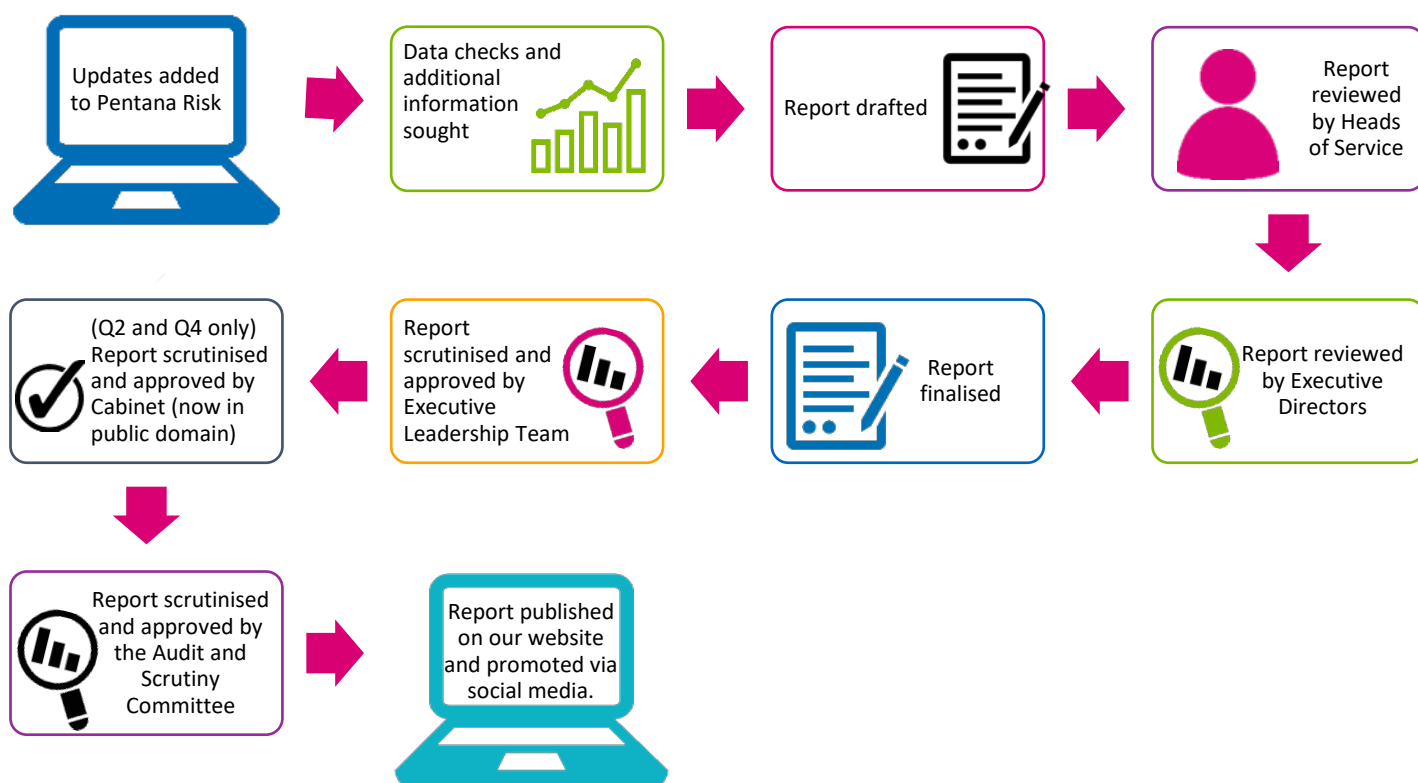 Updates added
to Pentana Risk
Data checks and
additional
information
sought
Report drafted
Report
reviewed
by Heads
of Service
Report reviewed
by Executive
Directors
Report
finalised
Report
scrutinised and
approved by
Executive
Leadership Team
(Q2 and Q4 only)
Report scrutinised
and approved by
Cabinet (now in
public domain)
Report scrutinised
and approved by
the Audit and
Scrutiny
Committee
Report published
on our website
and promoted via
social media.